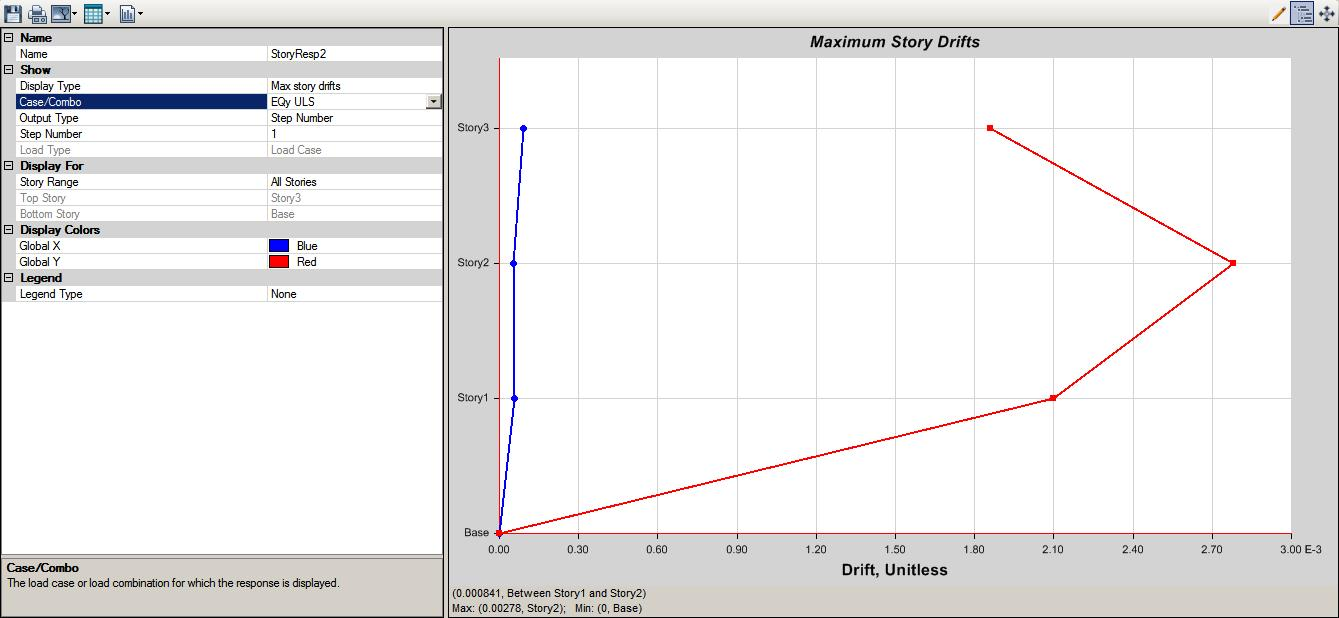 Name
Name StoryResp2
Show
Display Type Max story drifts
Case/Combo EQy ULS
Output Type Step Number
Step Number 1
Load Type Load Case
Display For
Story Range All Stories
Top Story Story3
Bottom Story Base
Display Colors
Global X Blue
Global Y Red
Legend
Legend Type None
Case/Combo
The load case or load combination for which the response is displayed.
Maximum Story Drifts
Story3
Story2
Story1
Base
0.00 0.30 0.60 0.90 1.20 1.50 1.80 2.10 2.40 2.70 3.00 E-3
Drift, Unitless
(0.000841, Between Story1 and Story2)
Max: (0.00278, Story2); Min: (0, Base)